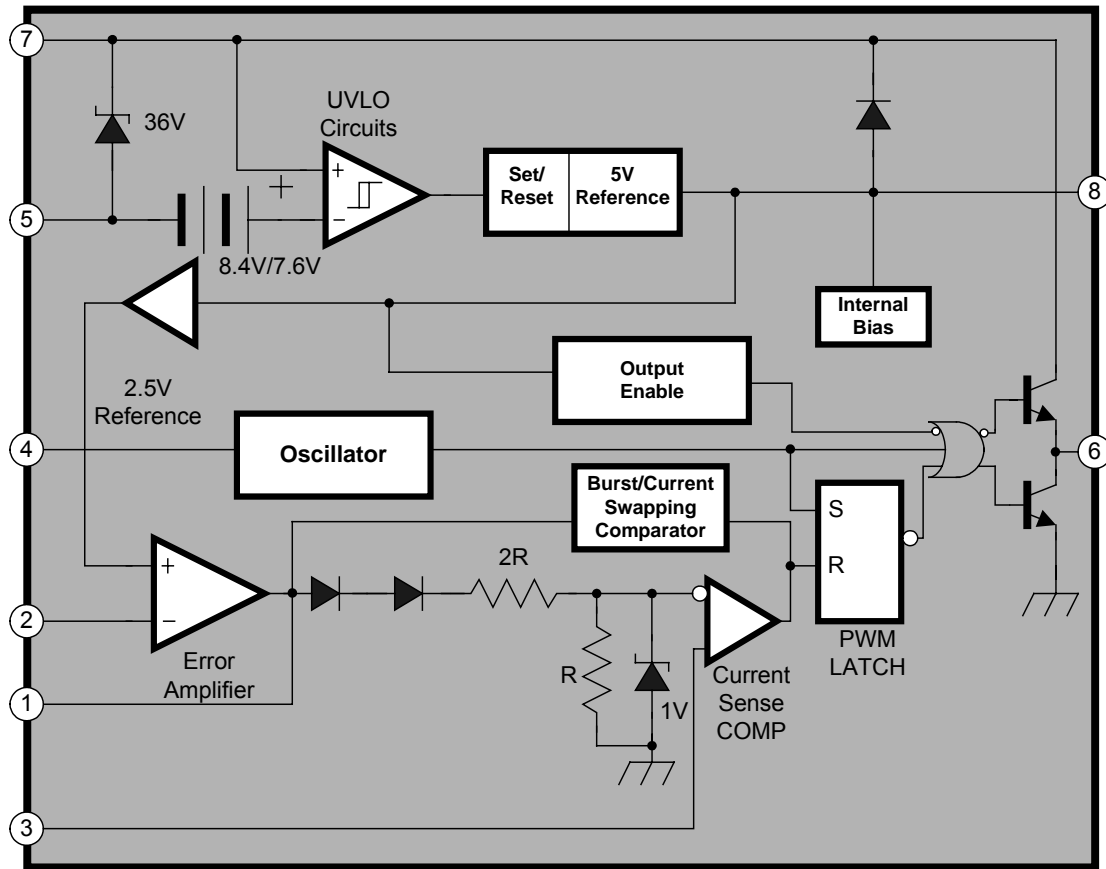 7
36V
UVLO
Circuits
+
+
−
Set/
Reset
5V
Reference
5
8
8.4V/7.6V
Internal
Bias
2.5V
Reference
Output
Enable
4
Oscillator
6
Burst/Current
Swapping
Comparator
S
R
+
−
2R
2
Error
Amplifier
R
1V
Current
Sense
COMP
PWM
LATCH
1
3